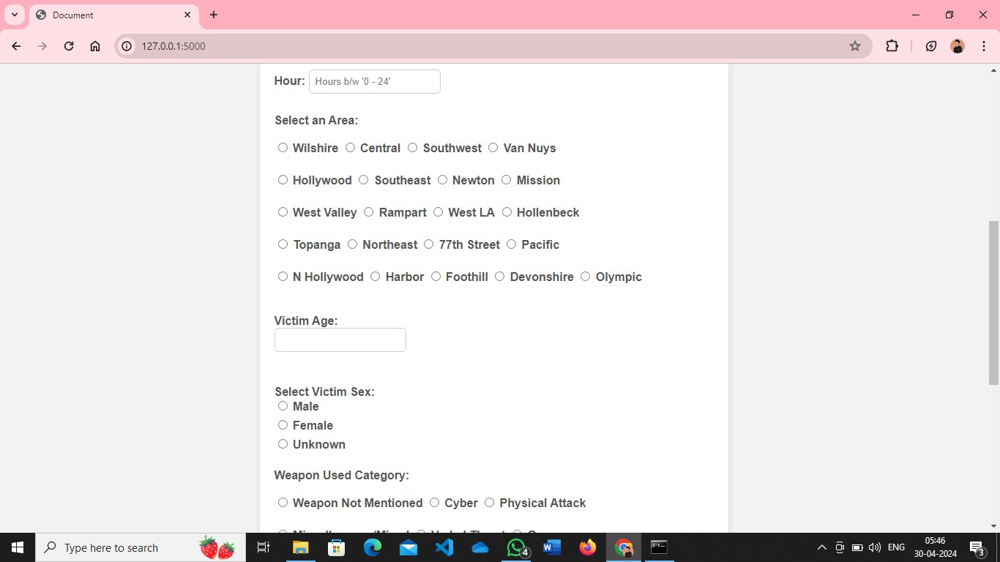 Document
127.0.0.1:5000
Hour: Hours b/w '0 - 24'
Select an Area:
Wilshire Central Southwest Van Nuys
Hollywood Southeast Newton Mission
West Valley Rampart West LA Hollenbeck
Topanga Northeast 77th Street Pacific
N Hollywood Harbor Foothill Devonshire Olympic
Victim Age:
Select Victim Sex:
Male
Female
Unknown
Weapon Used Category:
Weapon Not Mentioned Cyber Physical Attack
Type here to search
4
ENG
05:46
30-04-2024
3